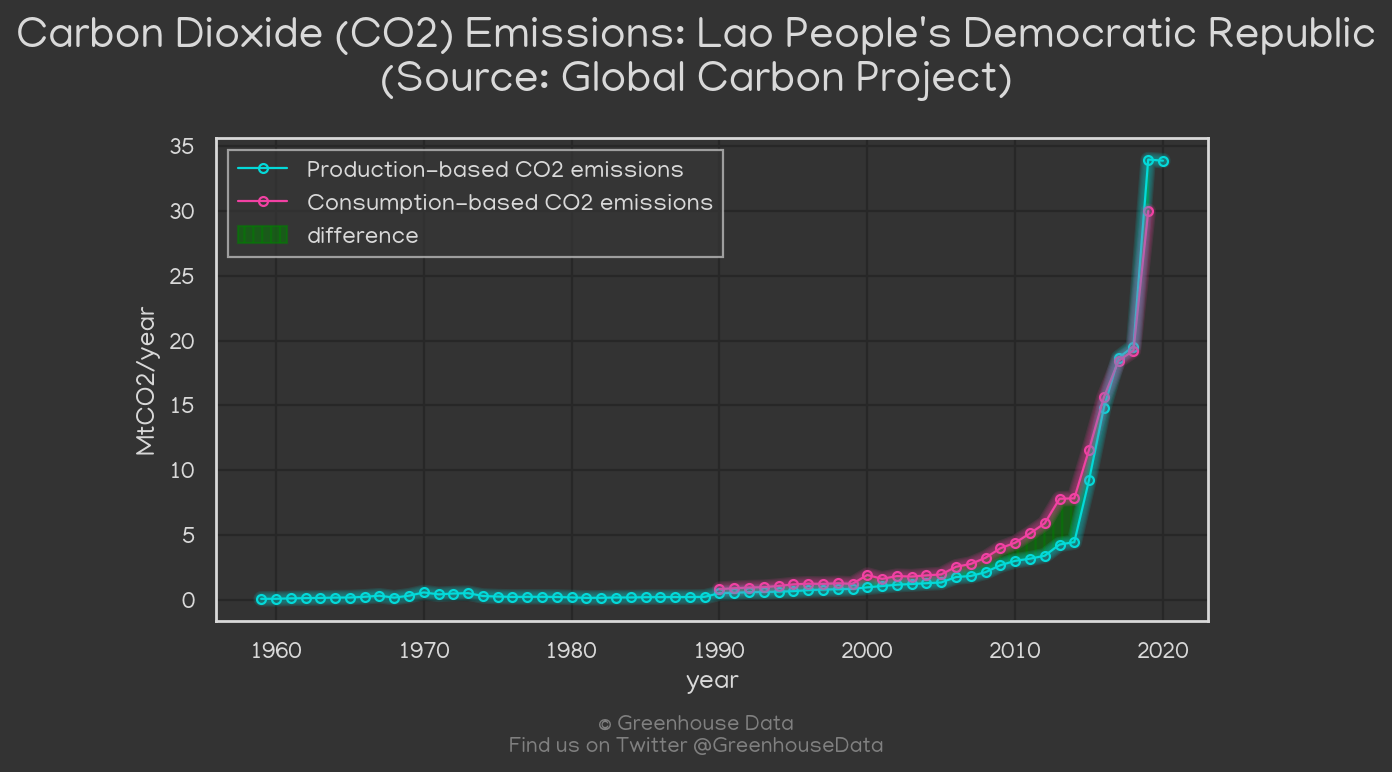 Carbon Dioxide (CO2) Emissions: Lao People's Democratic Republic
(Source: Global Carbon Project)
Production-based CO2 emissions
Consumption-based CO2 emissions
difference
35
30
25
20
15
10
5
0
MtCO2/year
1960 1970 1980 1990 2000 2010 2020
year
© Greenhouse Data
Find us on Twitter @GreenhouseData